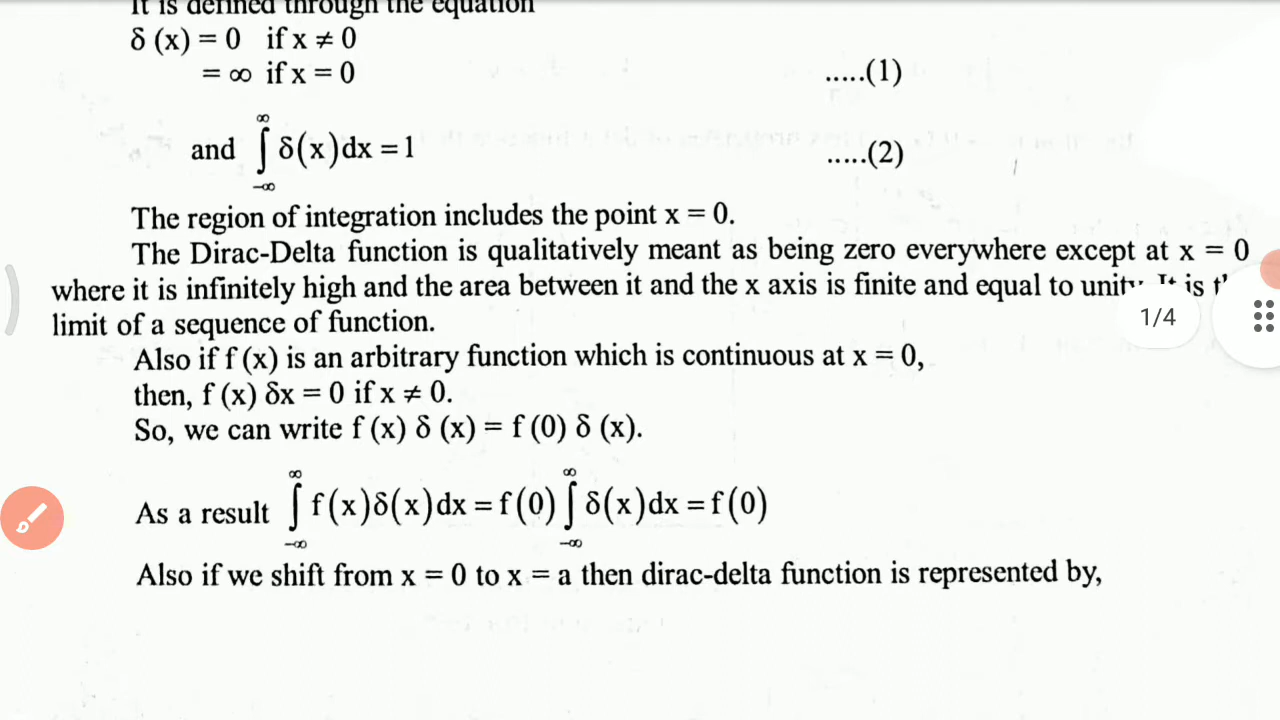 It is defined through the equation
δ (x) = 0 if x ≠ 0
= ∞ if x = 0 .....(1)
and ∫_{-∞}^{∞} δ(x)dx = 1 .....(2)
The region of integration includes the point x = 0.
The Dirac-Delta function is qualitatively meant as being zero everywhere except at x = 0
where it is infinitely high and the area between it and the x axis is finite and equal to unity. It is
limit of a sequence of function.
1/4
Also if f (x) is an arbitrary function which is continuous at x = 0,
then, f (x) δx = 0 if x ≠ 0.
So, we can write f (x) δ (x) = f (0) δ (x).
As a result ∫_{-∞}^{∞} f(x)δ(x)dx = f(0) ∫_{-∞}^{∞} δ(x)dx = f(0)
Also if we shift from x = 0 to x = a then dirac-delta function is represented by,